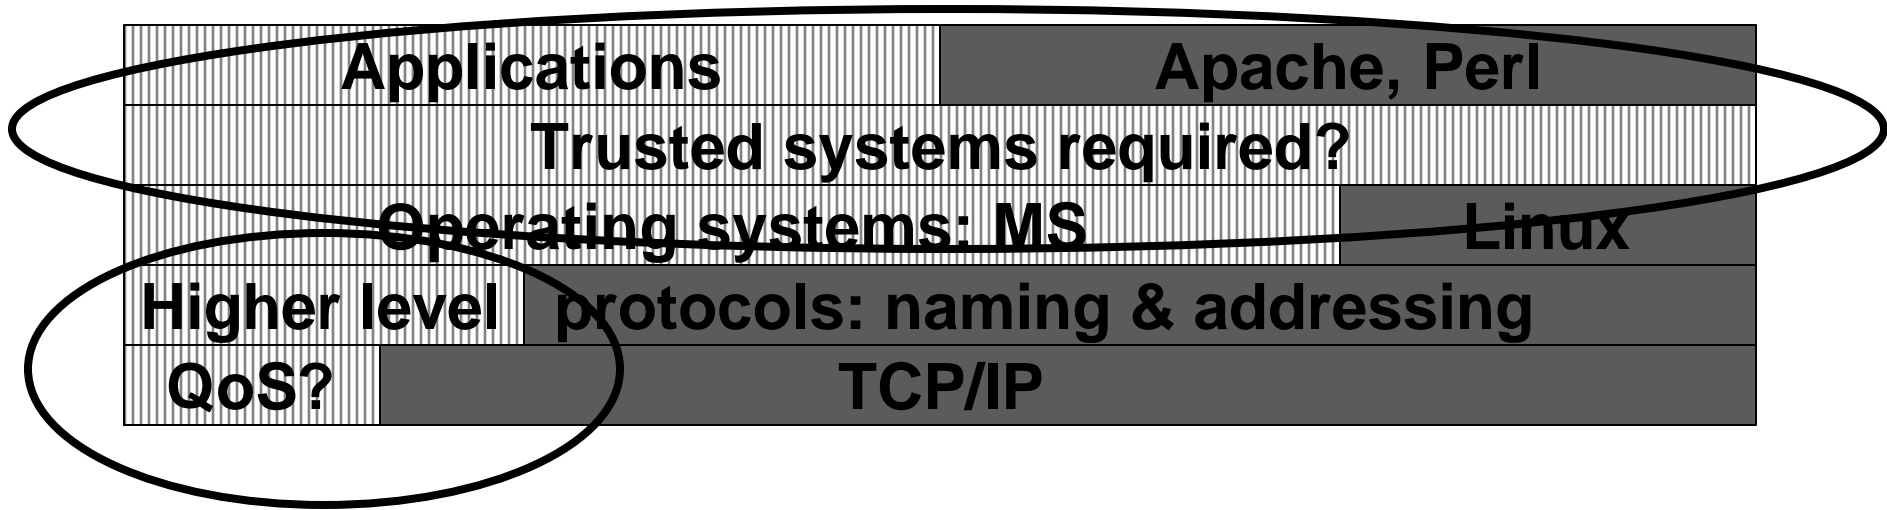 Applications Apache, Perl
Trusted systems required?
Operating systems: MS Linux
Higher level protocols: naming & addressing
QoS? TCP/IP